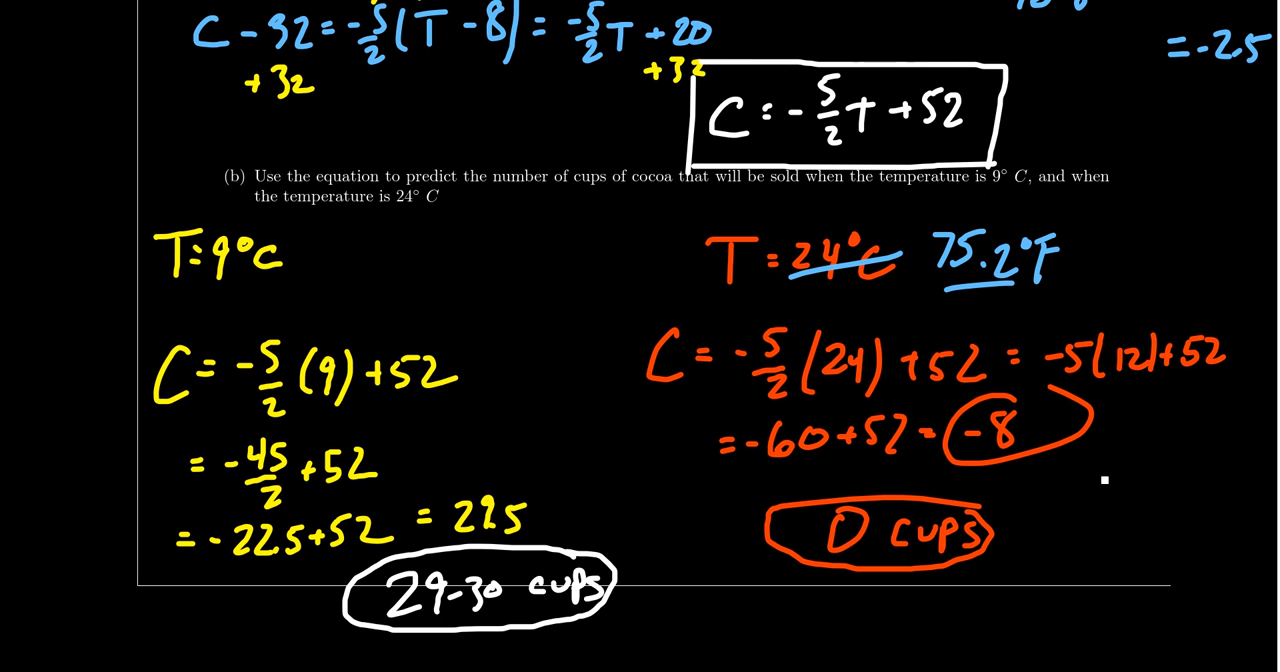 C - 32 = -5/2 (T - 8) = -5/2 T + 20
= -2.5
+32 +32
C = -5/2 T + 52
(b) Use the equation to predict the number of cups of cocoa that will be sold when the temperature is 9° C, and when
the temperature is 24° C
T = 9°C
C = -5/2 (9) + 52
= -45/2 + 52
= -22.5 + 52 = 29.5
29-30 cups
T = 24°C 75.2°F
C = -5/2 (24) + 52 = -5(12) + 52
= -60 + 52 = -8
0 cups